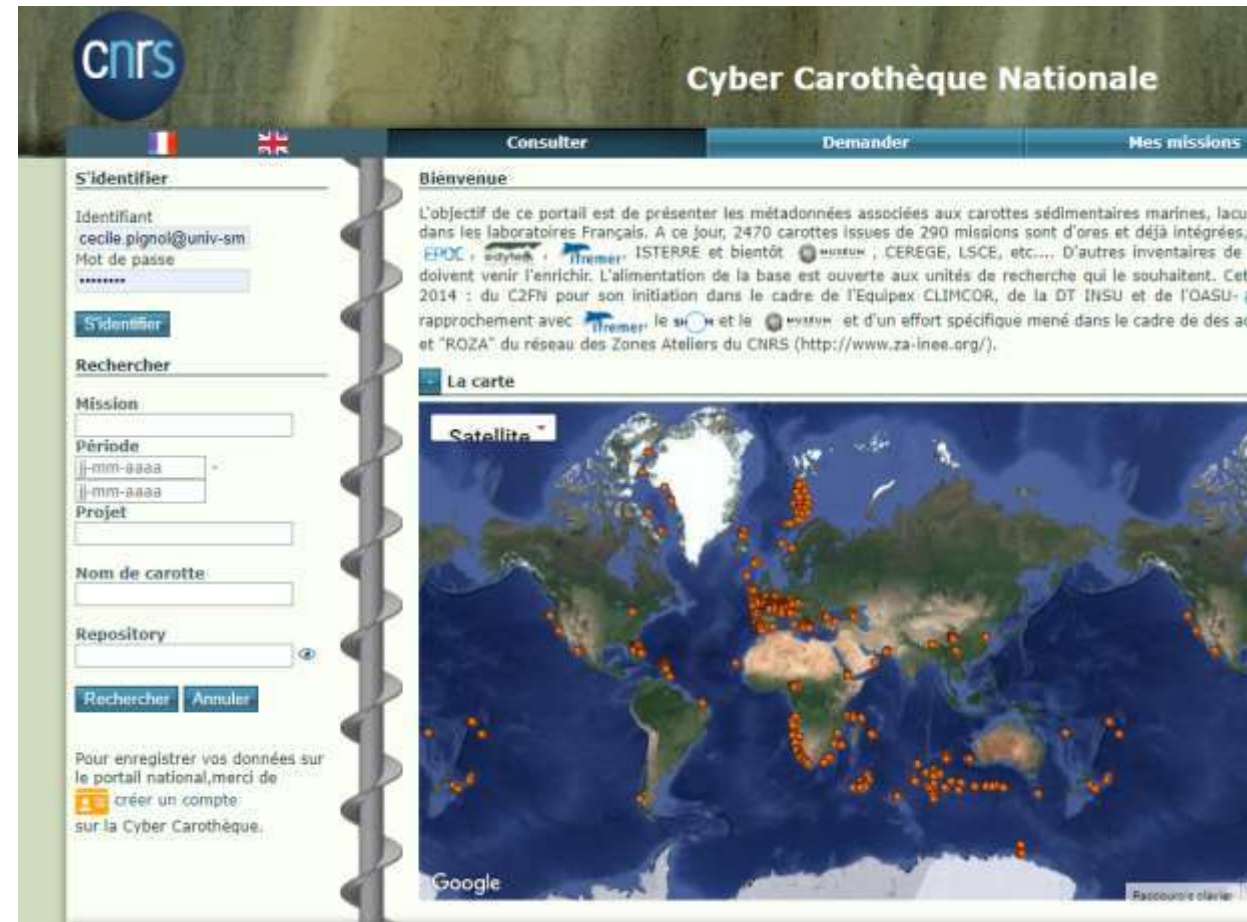 cnrs
Cyber Carothèque Nationale
Consulter
Demander
Mes missions
S'identifier
Identifiant
cecile.pignol@univ-sm
Mot de passe
••••••••
S'identifier
Rechercher
Mission
Période
jj-mm-aaaa -
jj-mm-aaaa
Projet
Nom de carotte
Repository
Rechercher Annuler
Pour enregistrer vos données sur
le portail national,merci de
créer un compte
sur la Cyber Carothèque.
Bienvenue
L'objectif de ce portail est de présenter les métadonnées associées aux carottes sédimentaires marines, lacu
dans les laboratoires Français. A ce jour, 2470 carottes issues de 290 missions sont d'ores et déjà intégrées,
EPOC , edytem , Ifremer, ISTERRE et bientôt MUSEUM , CEREGE, LSCE, etc.... D'autres inventaires de
doivent venir l'enrichir. L'alimentation de la base est ouverte aux unités de recherche qui le souhaitent. Cet
2014 : du C2FN pour son initiation dans le cadre de l'Equipex CLIMCOR, de la DT INSU et de l'OASU-
rapprochement avec Ifremer, le et le MUSEUM et d'un effort spécifique mené dans le cadre de des ac
et "ROZA" du réseau des Zones Ateliers du CNRS (http://www.za-inee.org/).
- La carte
Satellite
Google
Raccourcis clavier